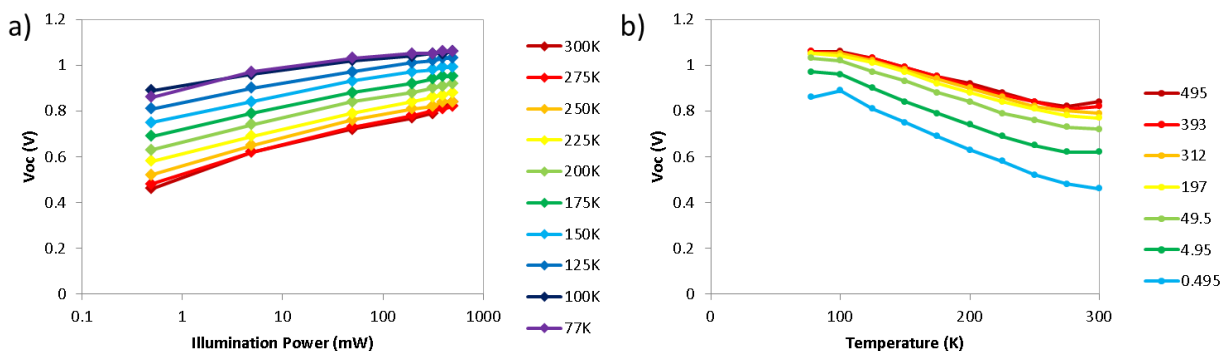 a)
1.2
1
0.8
0.6
0.4
0.2
0
Voc (V)
0.1 1 10 100 1000
Illumination Power (mW)
300K
275K
250K
225K
200K
175K
150K
125K
100K
77K
b)
1.2
1
0.8
0.6
0.4
0.2
0
Voc (V)
0 100 200 300
Temperature (K)
495
393
312
197
49.5
4.95
0.495